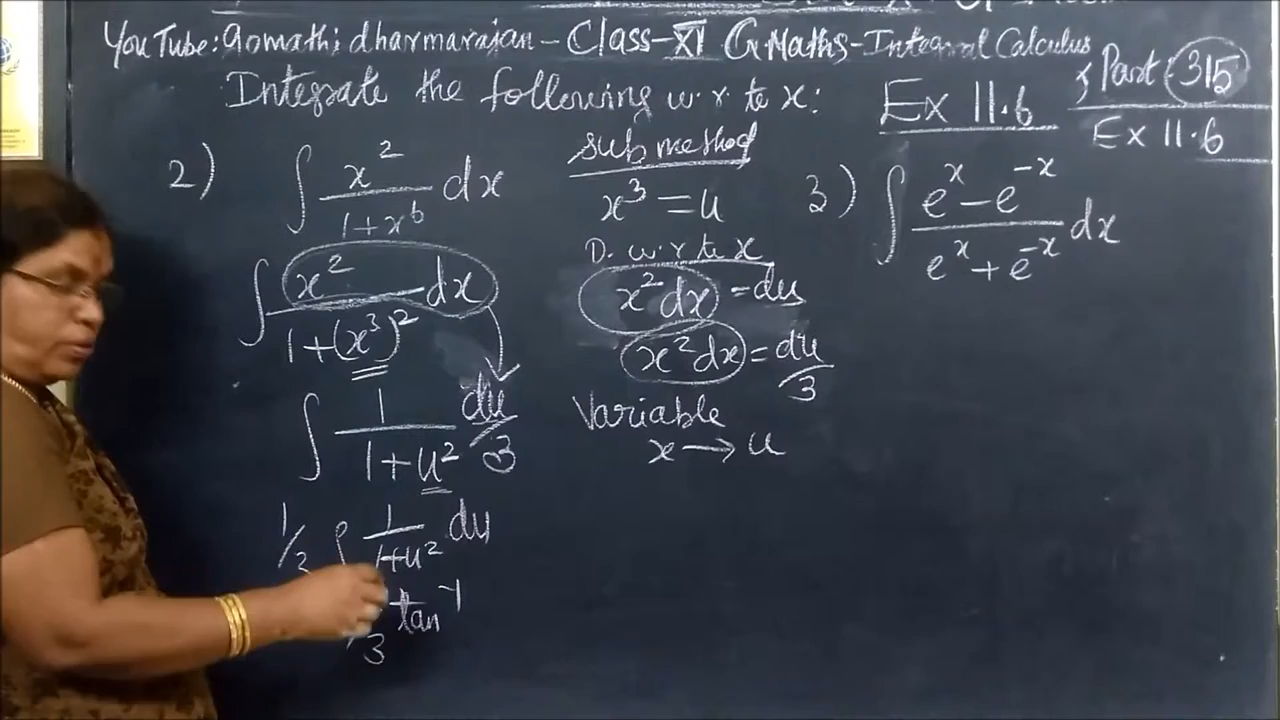 YouTube: gomathi dharmarajan - Class - XI Maths - Integral Calculus
Part - 315
Ex 11.6
Integrate the following w.r.to x:
Ex 11.6
2) ∫ x²/(1+x⁶) dx
∫ x²/(1+(x³)²) dx
∫ 1/(1+u²) du/3
1/3 ∫ 1/(1+u²) du
/3 tan⁻¹
sub method
x³ = u
D. w.r.to x
x²dx = du
x²dx = du/3
Variable
x → u
3) ∫ (eˣ - e⁻ˣ)/(eˣ + e⁻ˣ) dx